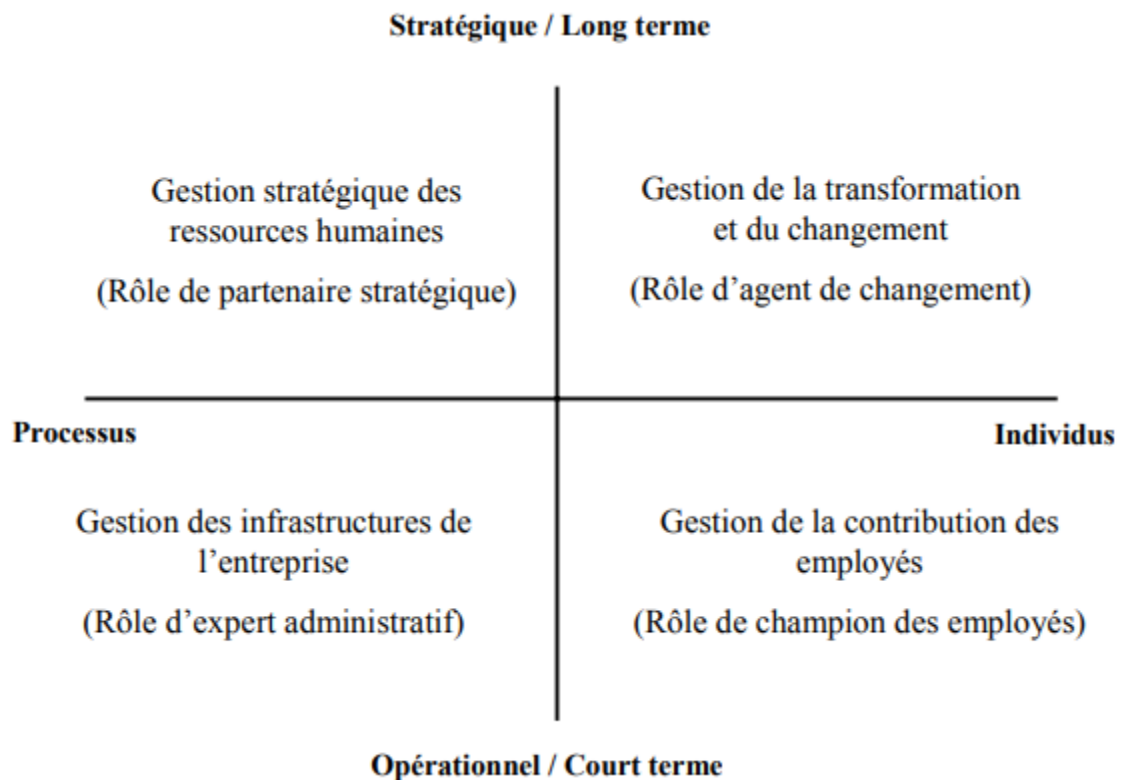 Stratégique / Long terme
Gestion stratégique des
ressources humaines
(Rôle de partenaire stratégique)
Gestion de la transformation
et du changement
(Rôle d’agent de changement)
Processus
Individus
Gestion des infrastructures de
l’entreprise
(Rôle d’expert administratif)
Gestion de la contribution des
employés
(Rôle de champion des employés)
Opérationnel / Court terme